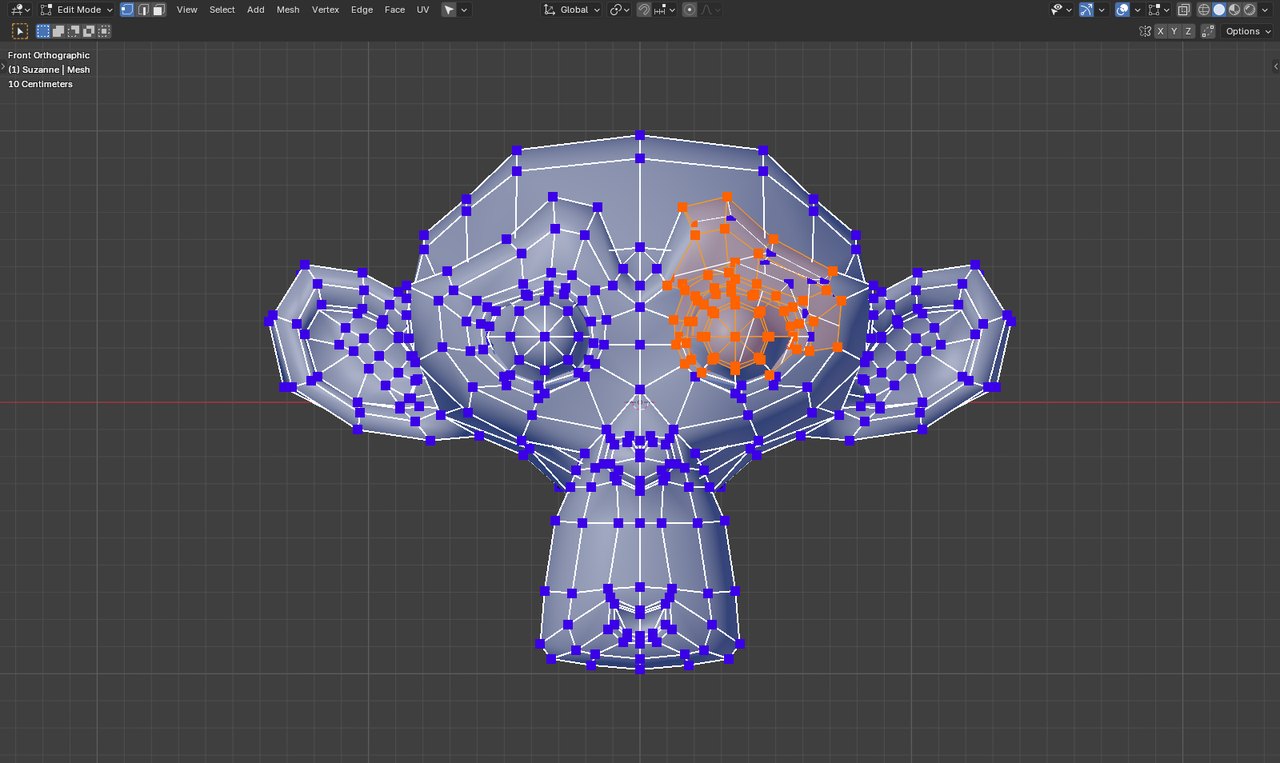 Edit Mode View Select Add Mesh Vertex Edge Face UV Global
X Y Z Options
Front Orthographic
(1) Suzanne | Mesh
10 Centimeters